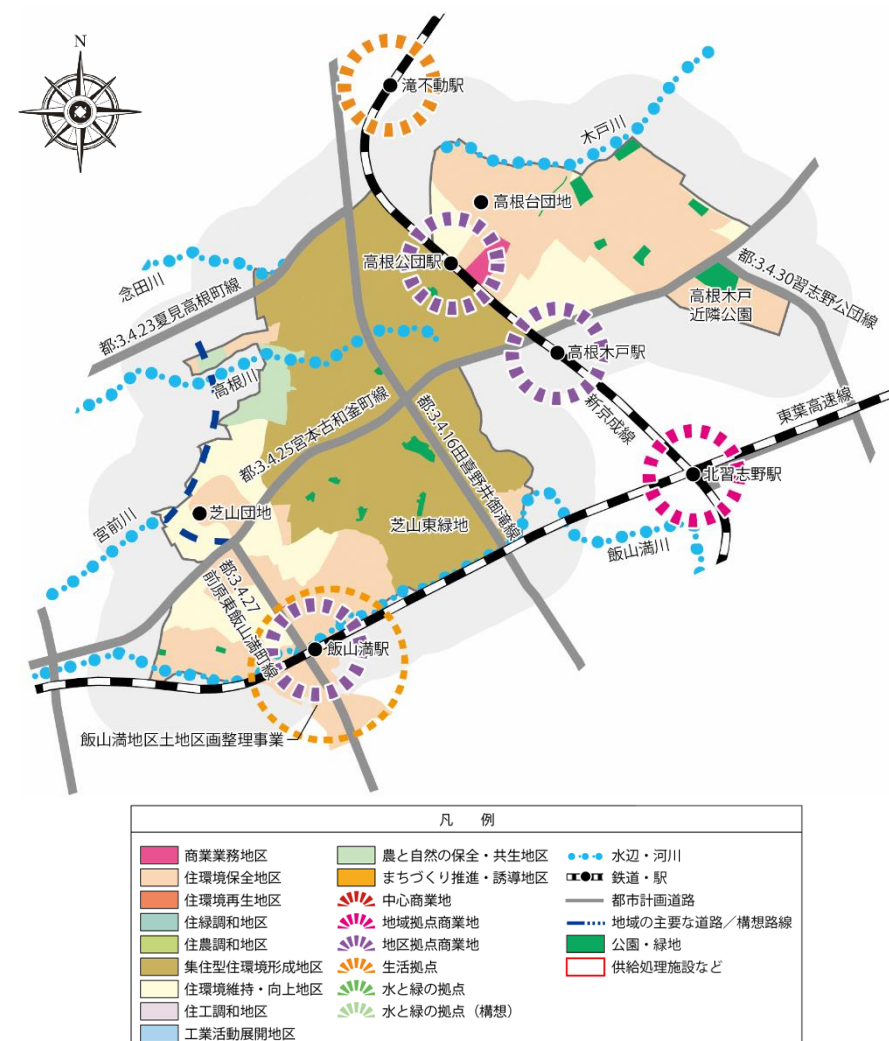 N
滝不動駅
木戸川
高根台団地
高根公団駅
念田川
都:3.4.30習志野公団線
高根木戸
近隣公園
都:3.4.23夏見高根町線
高根木戸駅
高根川
新京成線
東葉高速線
都:3.4.25宮本古和釜町線
都:3.4.16田喜野井御滝線
北習志野駅
芝山団地
芝山東緑地
宮前川
飯山満川
都:3.4.27
前原東飯山満町線
飯山満駅
飯山満地区土地区画整理事業
凡 例
商業業務地区
住環境保全地区
住環境再生地区
住緑調和地区
住農調和地区
集住型住環境形成地区
住環境維持・向上地区
住工調和地区
工業活動展開地区
農と自然の保全・共生地区
まちづくり推進・誘導地区
中心商業地
地域拠点商業地
地区拠点商業地
生活拠点
水と緑の拠点
水と緑の拠点（構想）
水辺・河川
鉄道・駅
都市計画道路
地域の主要な道路／構想路線
公園・緑地
供給処理施設など